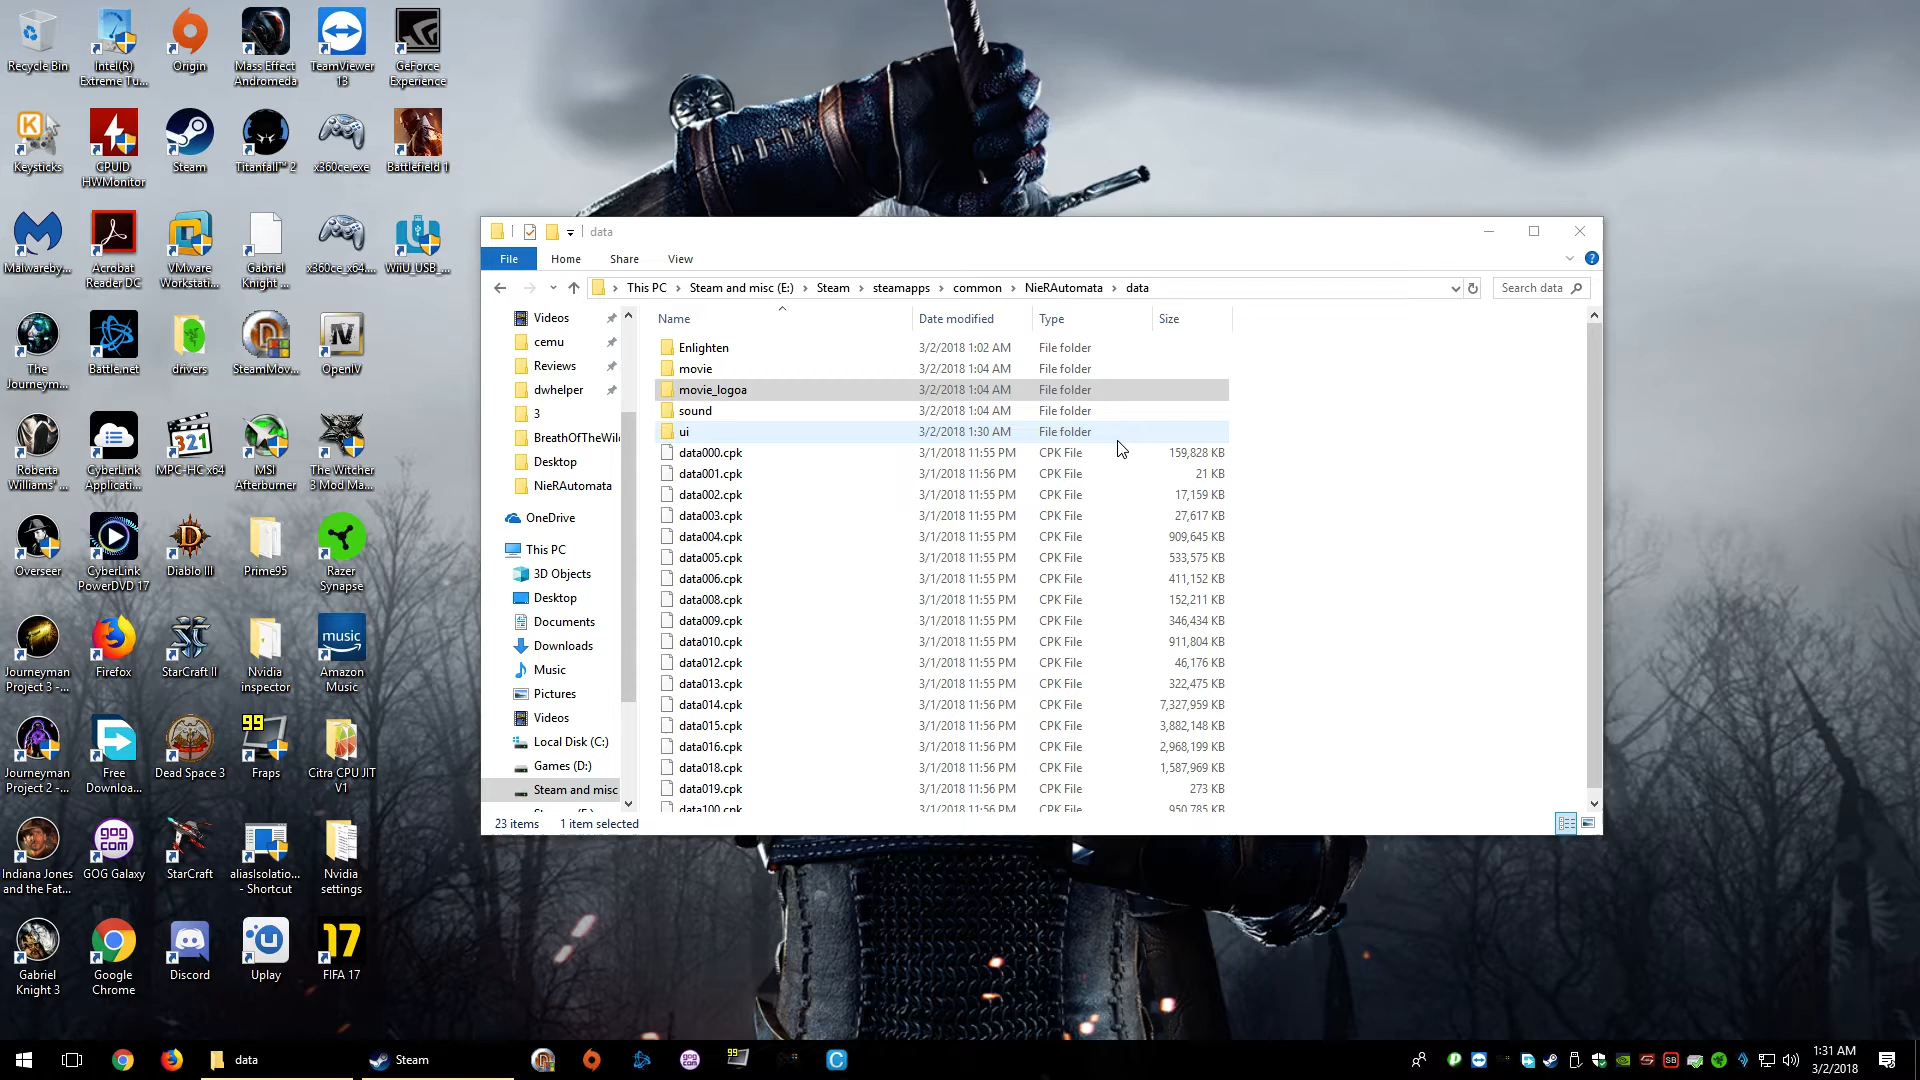 Recycle Bin
Intel(R)
Extreme Tu...
Origin
Mass Effect
Andromeda
TeamViewer
13
GeForce
Experience
Keysticks
CPUID
HWMonitor
Steam
Titanfall™ 2
x360ce.exe
Battlefield 1
Malwareby...
Acrobat
Reader DC
VMware
Workstati...
Gabriel
Knight ...
x360ce_x64....
WiiU_USB_...
The
Journeym...
Battle.net
drivers
SteamMov...
OpenIV
Roberta
Williams' ...
CyberLink
Applicati...
321
MPC-HC x64
MSI
Afterburner
The Witcher
3 Mod Ma...
Overseer
CyberLink
PowerDVD 17
Diablo III
Prime95
Razer
Synapse
Journeyman
Project 3 -...
Firefox
StarCraft II
Nvidia
inspector
music
Amazon
Music
Journeyman
Project 2 -...
Free
Downloa...
Dead Space 3
99
Fraps
Citra CPU JIT
V1
Indiana Jones
and the Fat...
gog
com
GOG Galaxy
StarCraft
aliasIsolatio...
- Shortcut
Nvidia
settings
Gabriel
Knight 3
Google
Chrome
Discord
Uplay
17
FIFA 17
data
File
Home
Share
View
This PC
Steam and misc (E:)
Steam
steamapps
common
NieRAutomata
data
Search data
Videos
cemu
Reviews
dwhelper
3
BreathOfTheWil
Desktop
NieRAutomata
OneDrive
This PC
3D Objects
Desktop
Documents
Downloads
Music
Pictures
Videos
Local Disk (C:)
Games (D:)
Steam and misc
Name Date modified Type Size
Enlighten 3/2/2018 1:02 AM File folder
movie 3/2/2018 1:04 AM File folder
movie_logoa 3/2/2018 1:04 AM File folder
sound 3/2/2018 1:04 AM File folder
ui 3/2/2018 1:30 AM File folder
data000.cpk 3/1/2018 11:55 PM CPK File 159,828 KB
data001.cpk 3/1/2018 11:56 PM CPK File 21 KB
data002.cpk 3/1/2018 11:55 PM CPK File 17,159 KB
data003.cpk 3/1/2018 11:55 PM CPK File 27,617 KB
data004.cpk 3/1/2018 11:55 PM CPK File 909,645 KB
data005.cpk 3/1/2018 11:55 PM CPK File 533,575 KB
data006.cpk 3/1/2018 11:55 PM CPK File 411,152 KB
data008.cpk 3/1/2018 11:55 PM CPK File 152,211 KB
data009.cpk 3/1/2018 11:55 PM CPK File 346,434 KB
data010.cpk 3/1/2018 11:55 PM CPK File 911,804 KB
data012.cpk 3/1/2018 11:55 PM CPK File 46,176 KB
data013.cpk 3/1/2018 11:55 PM CPK File 322,475 KB
data014.cpk 3/1/2018 11:56 PM CPK File 7,327,959 KB
data015.cpk 3/1/2018 11:56 PM CPK File 3,882,148 KB
data016.cpk 3/1/2018 11:56 PM CPK File 2,968,199 KB
data018.cpk 3/1/2018 11:56 PM CPK File 1,587,969 KB
data019.cpk 3/1/2018 11:56 PM CPK File 273 KB
data100.cpk 3/1/2018 11:56 PM CPK File 950,785 KB
23 items 1 item selected
data
Steam
1:31 AM
3/2/2018